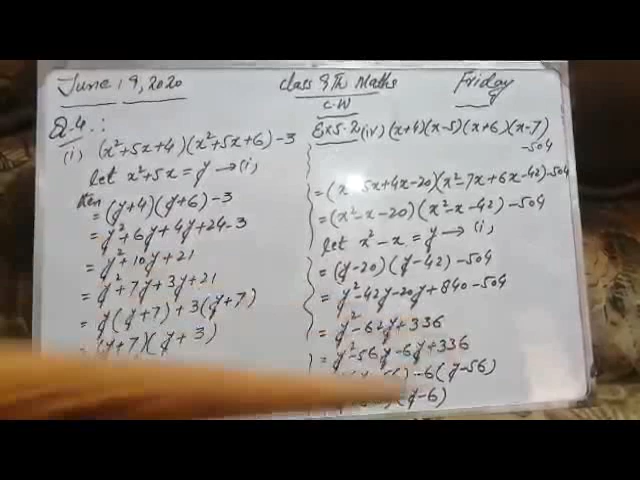 June 19, 2020 Class 9Th Maths Friday
C.W
Q.4.:
(i) (x²+5x+4)(x²+5x+6)-3
let x²+5x=y→(i,
then
=(y+4)(y+6)-3
=y²+6y+4y+24-3
=y²+10y+21
=y²+7y+3y+21
=y(y+7)+3(y+7)
(y+7)(y+3)
Ex5.2(iv)(x+4)(x-5)(x+6)(x-7)
-504
=(x²-5x+4x-20)(x²-7x+6x-42)-504
=(x²-x-20)(x²-x-42)-504
let x²-x=y→(i,
=(y-20)(y-42)-504
=y²-42y-20y+840-504
=y²-62y+336
=y²-56y-6y+336
-6(y-56)
(y-6)